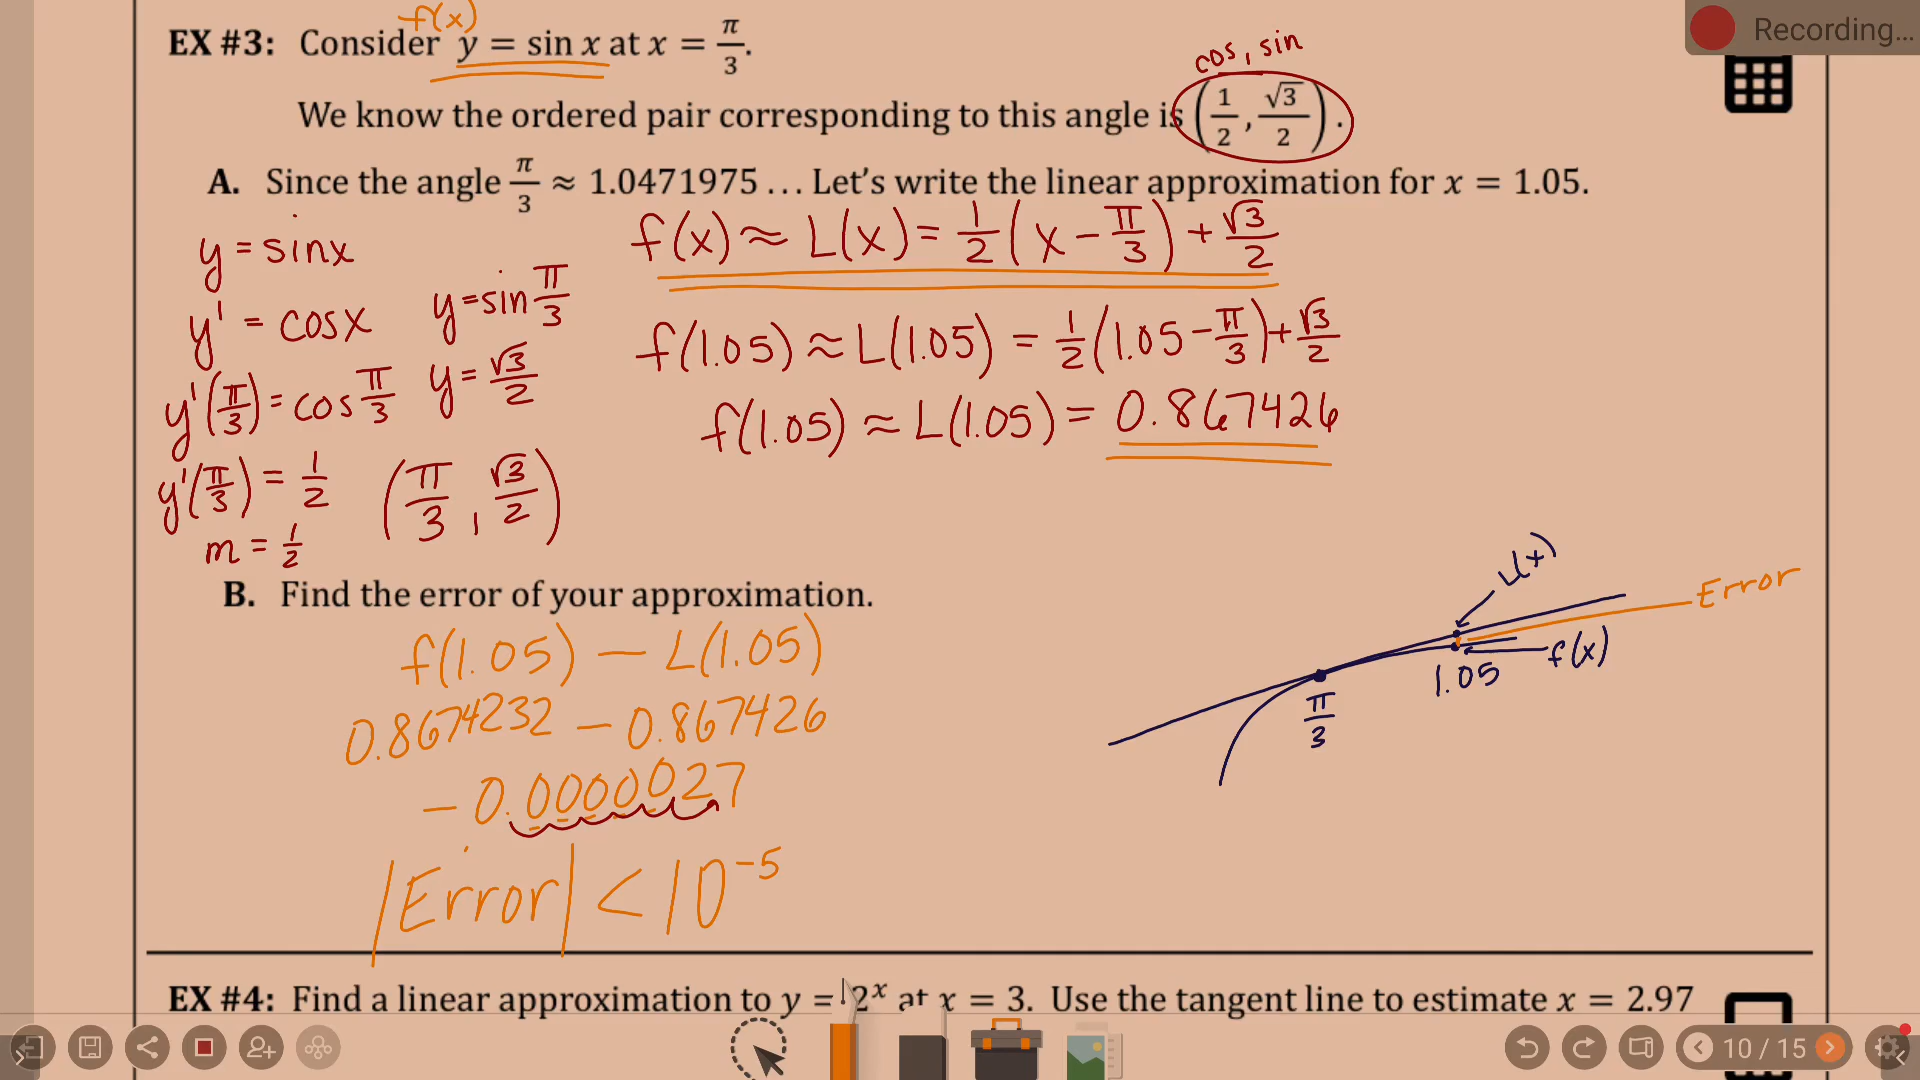 Recording...
f(x)
EX #3: Consider y = sin x at x = π/3.
cos, sin
We know the ordered pair corresponding to this angle is (1/2, √3/2).
A. Since the angle π/3 ≈ 1.0471975 ... Let's write the linear approximation for x = 1.05.
y = sinx
y' = cosx
y'(π/3) = cos π/3
y'(π/3) = 1/2
m = 1/2
y = sin π/3
y = √3/2
(π/3, √3/2)
f(x) ≈ L(x) = 1/2 (x - π/3) + √3/2
f(1.05) ≈ L(1.05) = 1/2 (1.05 - π/3) + √3/2
f(1.05) ≈ L(1.05) = 0.867426
B. Find the error of your approximation.
f(1.05) - L(1.05)
0.8674232 - 0.867426
- 0.0000027
|Error| < 10⁻⁵
Error
f(x)
1.05
π/3
EX #4: Find a linear approximation to y = 2ˣ at x = 3. Use the tangent line to estimate x = 2.97
10 / 15